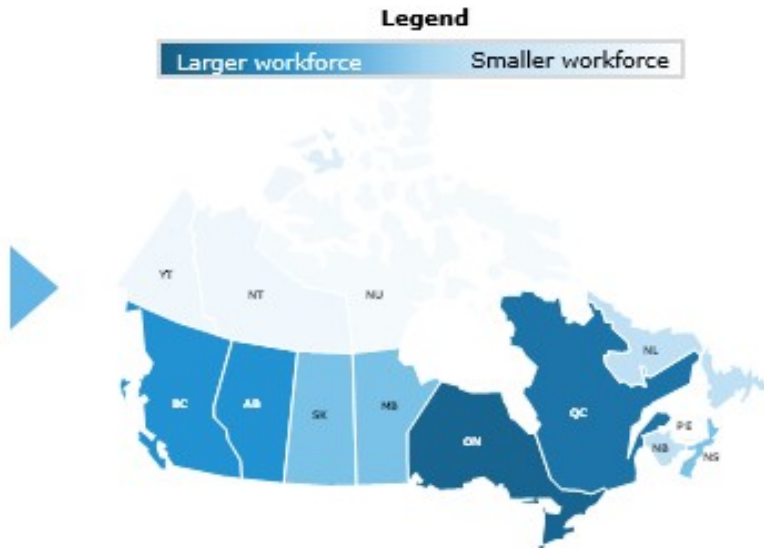 Legend
Larger workforce Smaller workforce
YT
NT
NU
NL
BC
AB
SK
MB
ON
QC
PE
NB
NS